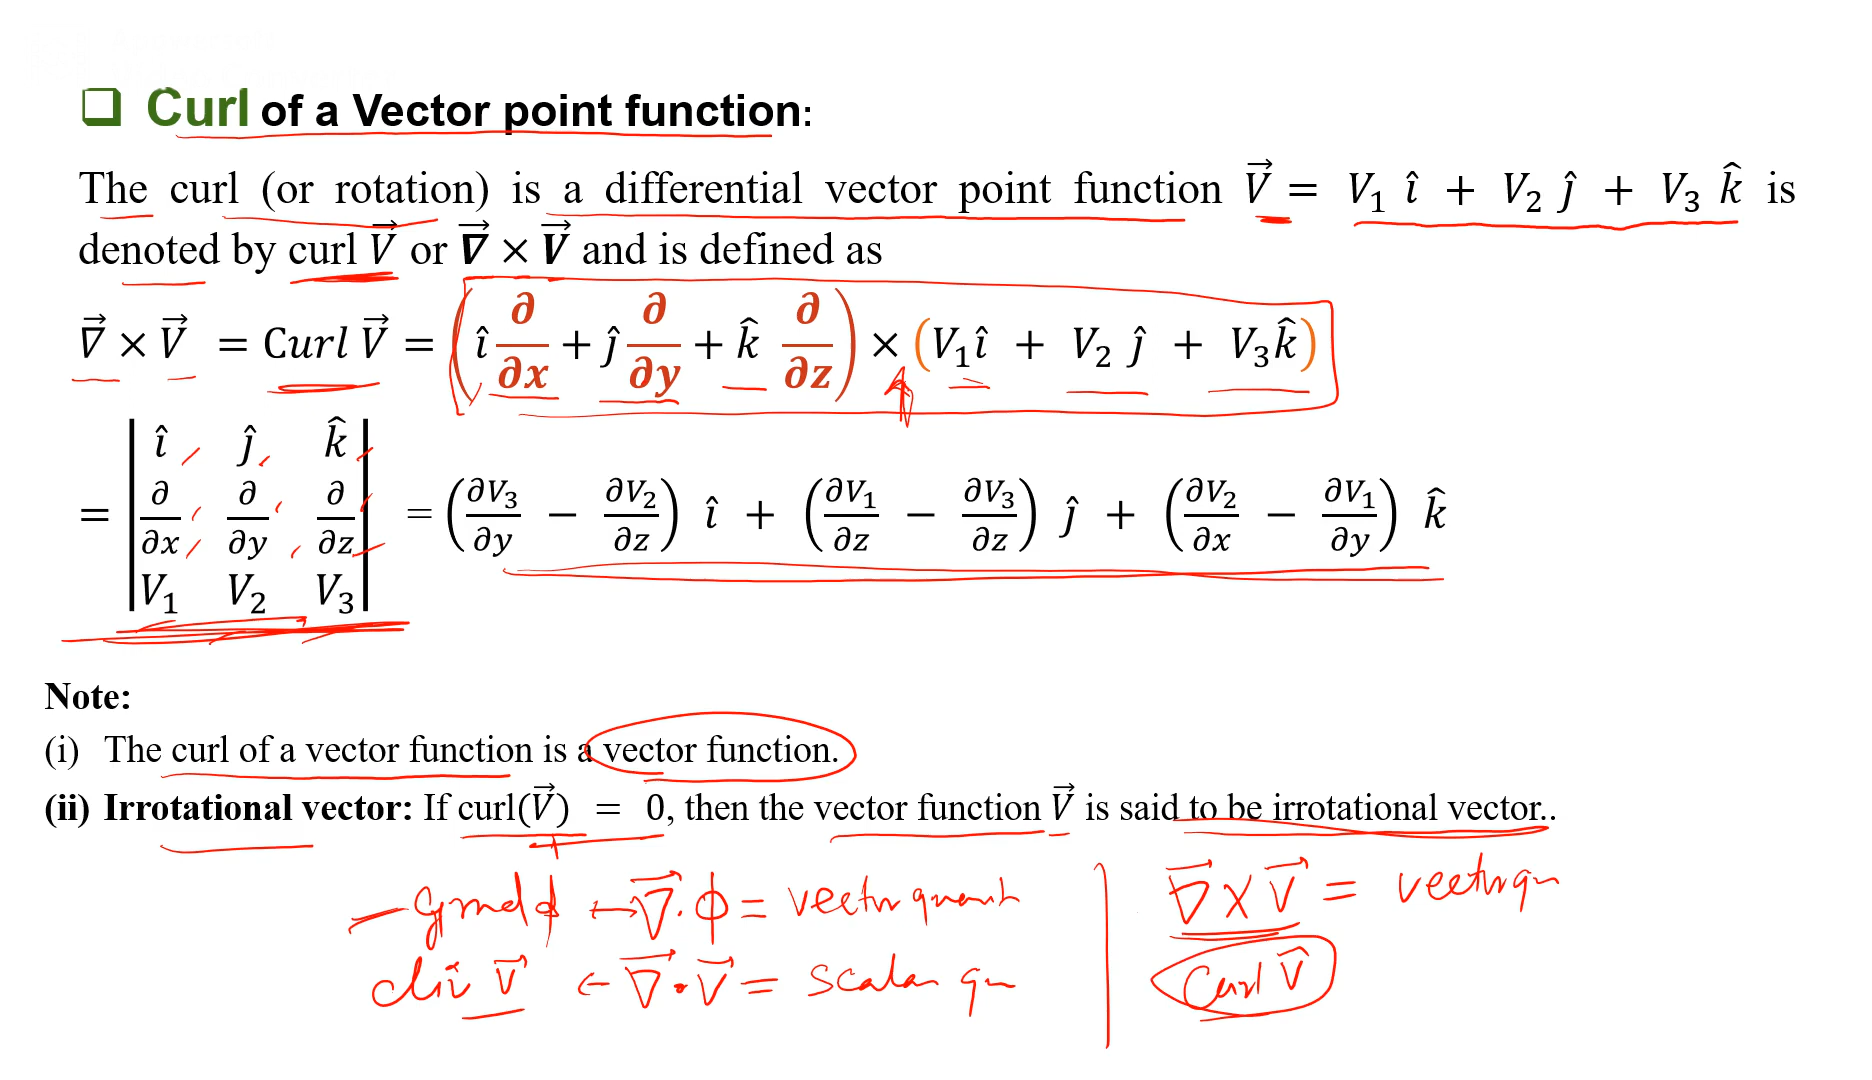 ❑ Curl of a Vector point function:
The curl (or rotation) is a differential vector point function V⃗ = V₁ î + V₂ ĵ + V₃ k̂ is
denoted by curl V⃗ or ∇⃗ × V⃗ and is defined as
∇⃗ × V⃗ = Curl V⃗ = (î ∂/∂x + ĵ ∂/∂y + k̂ ∂/∂z) × (V₁î + V₂ ĵ + V₃k̂)
= | î ĵ k̂ |
| ∂/∂x ∂/∂y ∂/∂z |
| V₁ V₂ V₃ | = (∂V₃/∂y − ∂V₂/∂z) î + (∂V₁/∂z − ∂V₃/∂z) ĵ + (∂V₂/∂x − ∂V₁/∂y) k̂
Note:
(i) The curl of a vector function is a vector function.
(ii) Irrotational vector: If curl(V⃗) = 0, then the vector function V⃗ is said to be irrotational vector..
∇⃗ . ϕ = vector
div V⃗ ← ∇⃗ • V⃗ = scalar qn
∇⃗ × V⃗ = vector qn
Curl V⃗